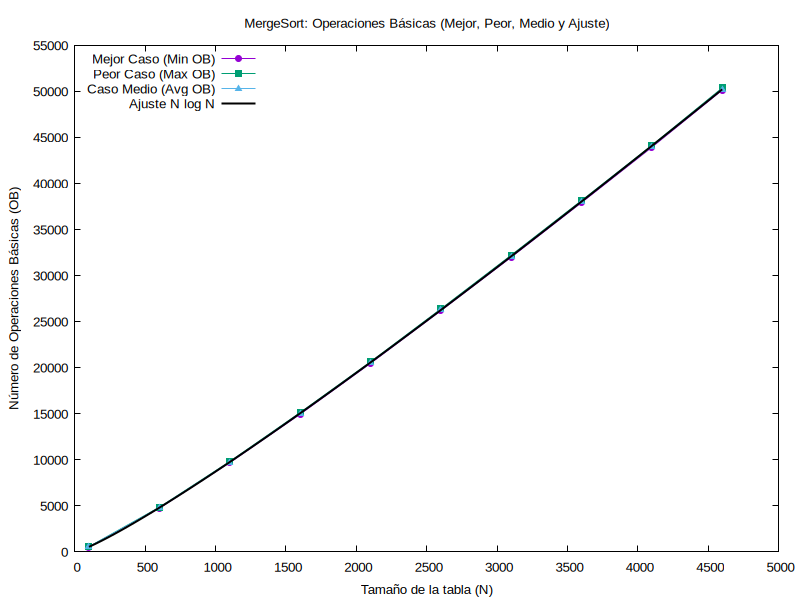 MergeSort: Operaciones Básicas (Mejor, Peor, Medio y Ajuste)
Mejor Caso (Min OB)
Peor Caso (Max OB)
Caso Medio (Avg OB)
Ajuste N log N
55000
50000
45000
40000
35000
30000
25000
20000
15000
10000
5000
0
Número de Operaciones Básicas (OB)
0 500 1000 1500 2000 2500 3000 3500 4000 4500 5000
Tamaño de la tabla (N)